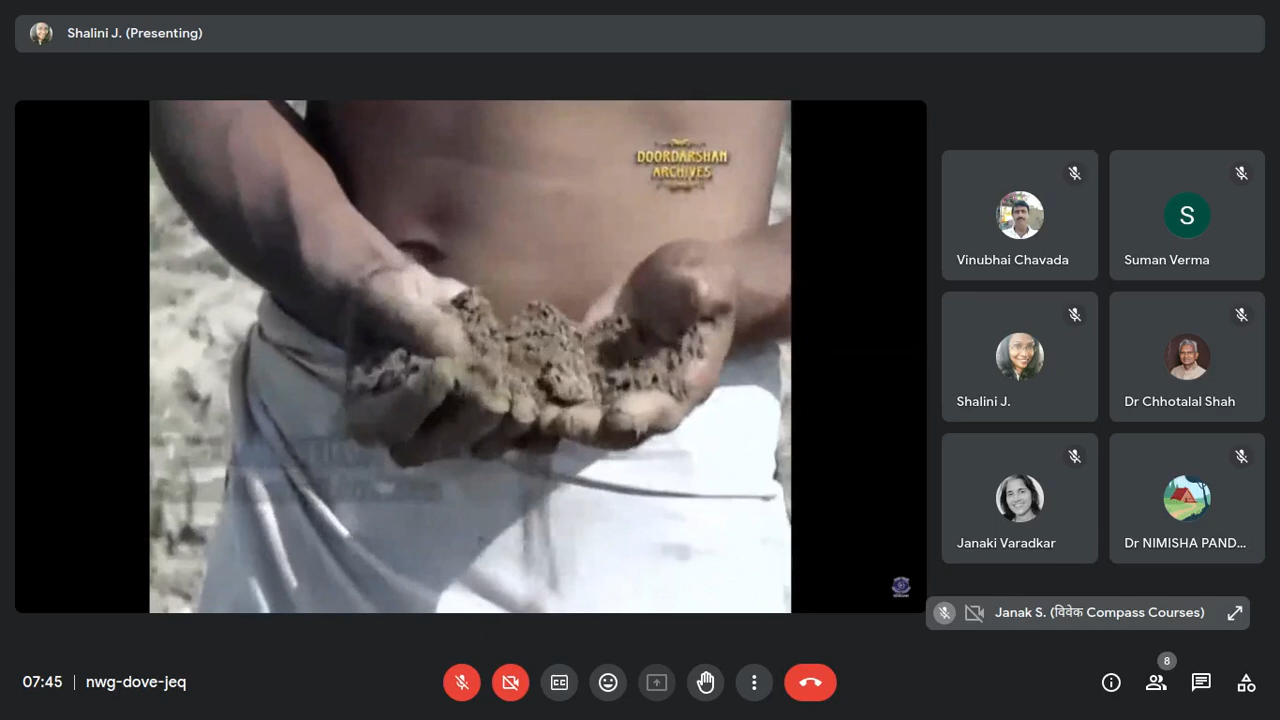 Shalini J. (Presenting)
DOORDARSHAN
ARCHIVES
Vinubhai Chavada
S
Suman Verma
Shalini J.
Dr Chhotalal Shah
Janaki Varadkar
Dr NIMISHA PAND...
Janak S. (विवेक Compass Courses)
07:45 | nwg-dove-jeq
CC
8